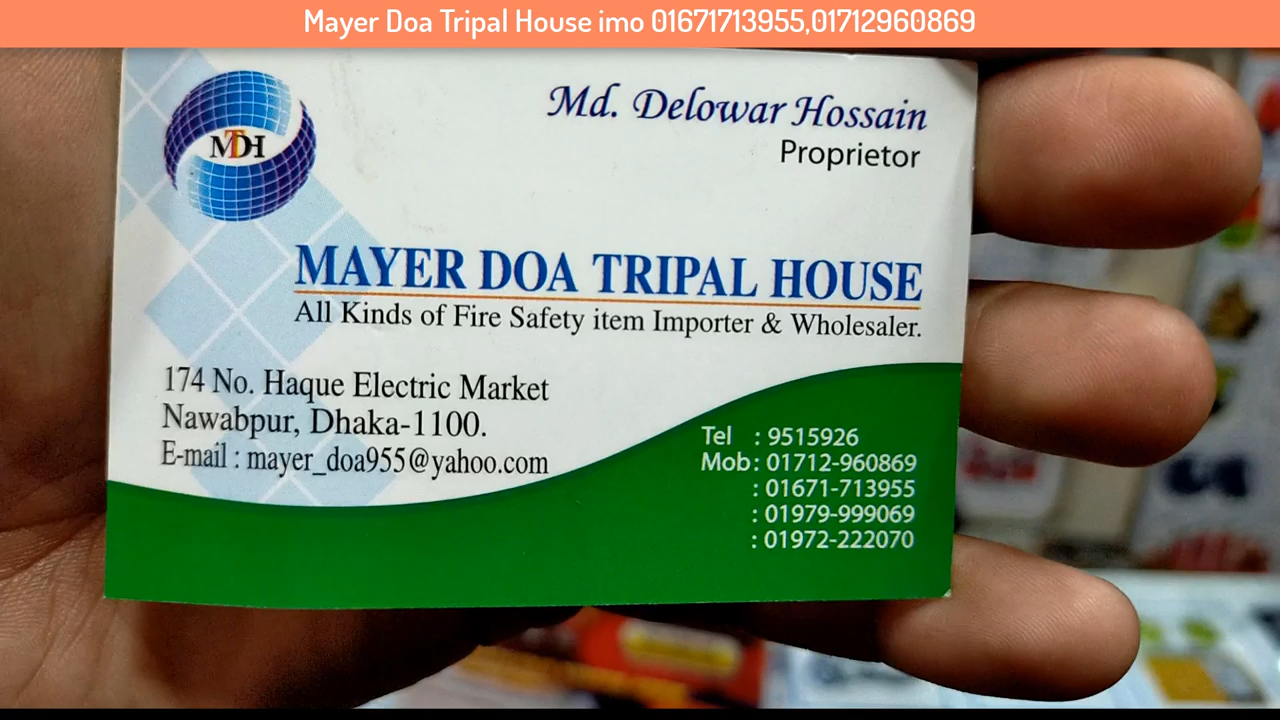 Mayer Doa Tripal House imo 01671713955,01712960869
MTDH
Md. Delowar Hossain
Proprietor
MAYER DOA TRIPAL HOUSE
All Kinds of Fire Safety item Importer & Wholesaler.
174 No. Haque Electric Market
Nawabpur, Dhaka-1100.
E-mail : mayer_doa955@yahoo.com
Tel : 9515926
Mob : 01712-960869
: 01671-713955
: 01979-999069
: 01972-222070